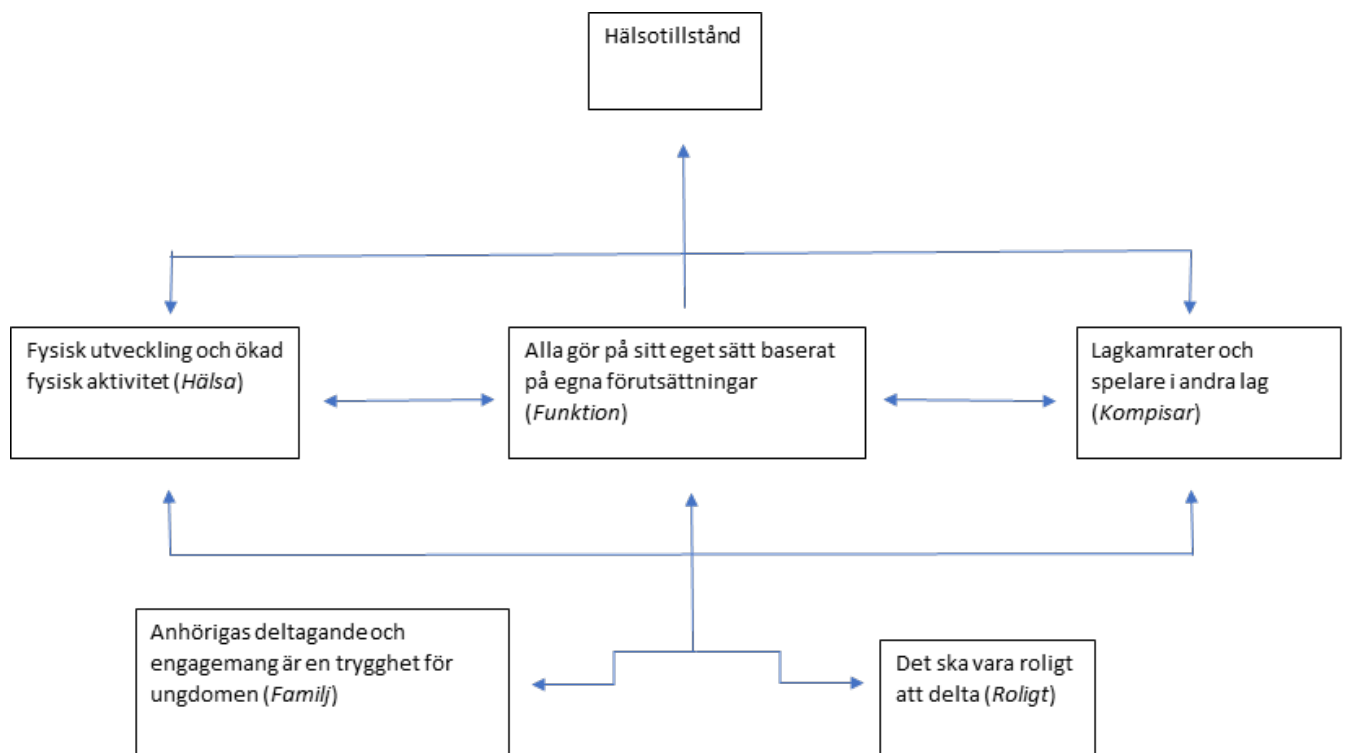 Hälsotillstånd
Fysisk utveckling och ökad
fysisk aktivitet (Hälsa)
Alla gör på sitt eget sätt baserat
på egna förutsättningar
(Funktion)
Lagkamrater och
spelare i andra lag
(Kompisar)
Anhörigas deltagande och
engagemang är en trygghet för
ungdomen (Familj)
Det ska vara roligt
att delta (Roligt)